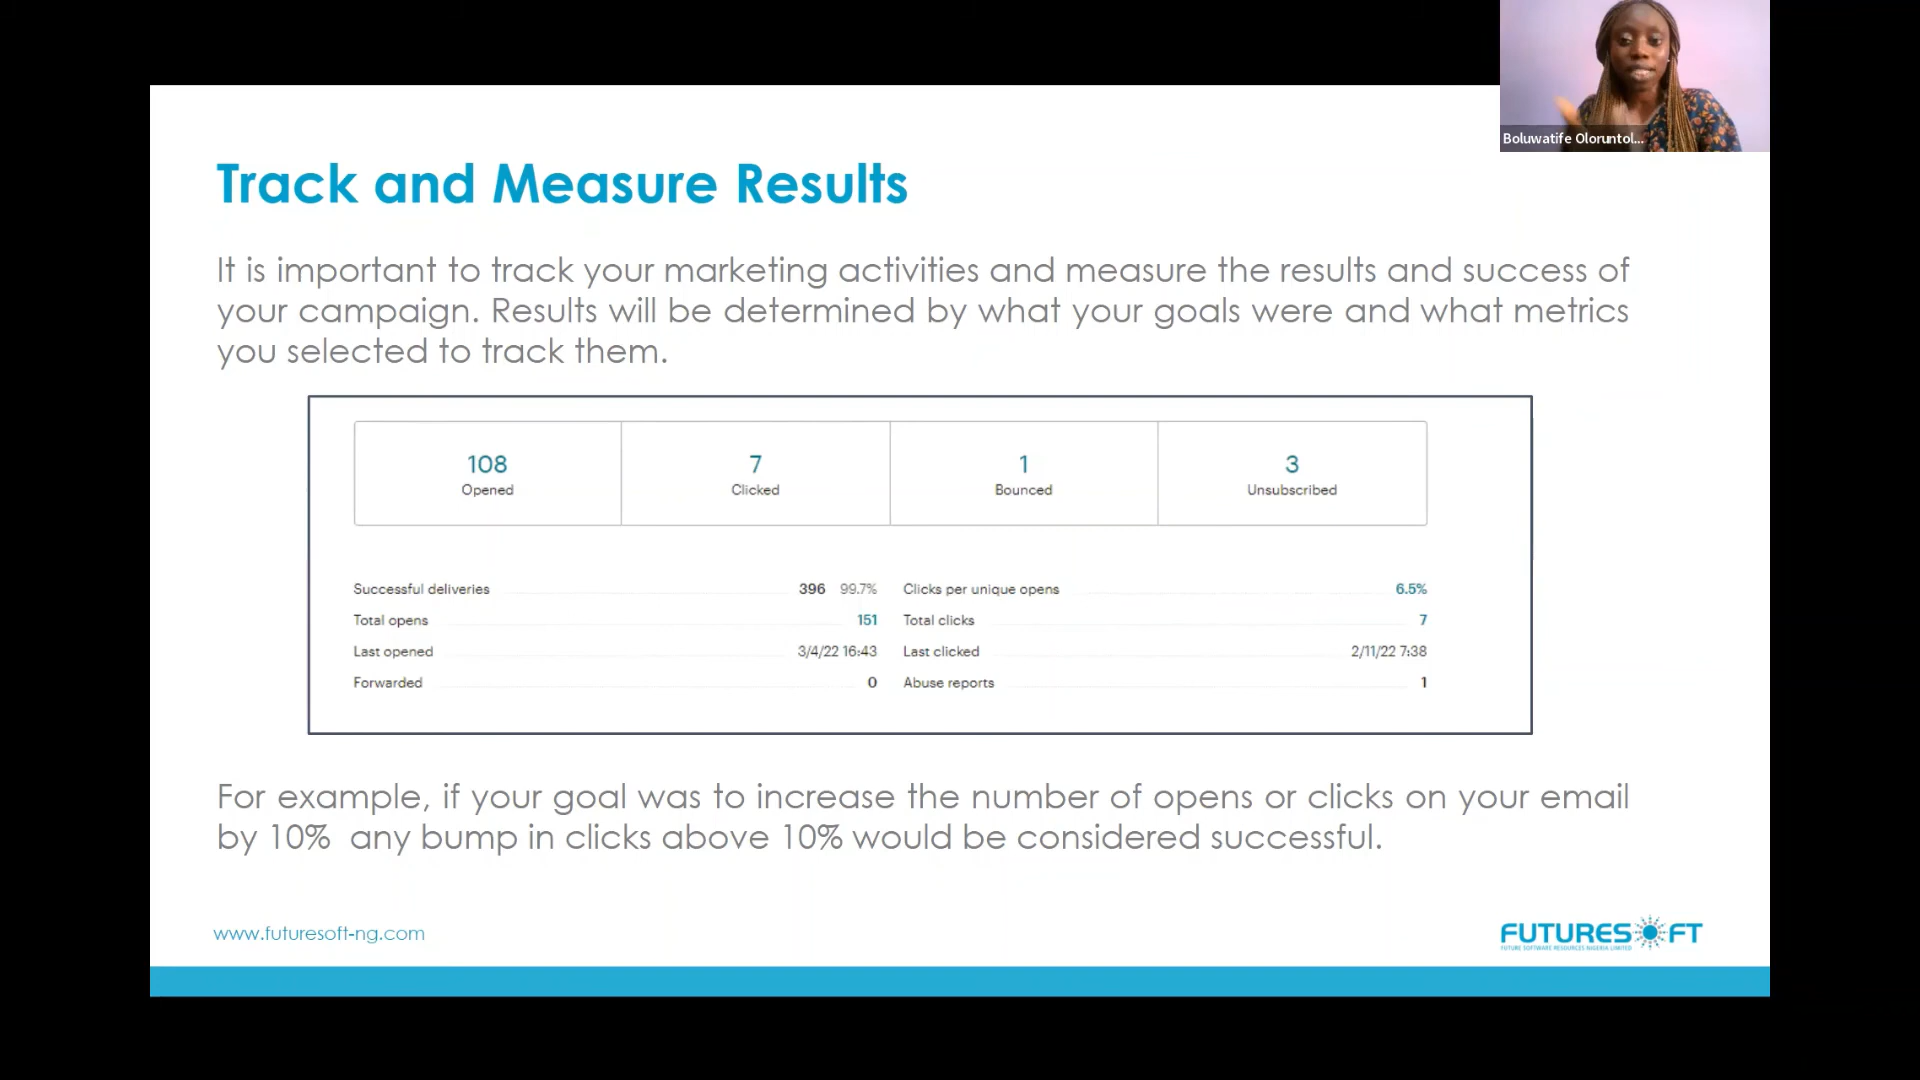 Boluwatife Oloruntol...
Track and Measure Results
It is important to track your marketing activities and measure the results and success of
your campaign. Results will be determined by what your goals were and what metrics
you selected to track them.
108
Opened
7
Clicked
1
Bounced
3
Unsubscribed
Successful deliveries 396 99.7%
Total opens 151
Last opened 3/4/22 16:43
Forwarded 0
Clicks per unique opens 6.5%
Total clicks 7
Last clicked 2/11/22 7:38
Abuse reports 1
For example, if your goal was to increase the number of opens or clicks on your email
by 10% any bump in clicks above 10% would be considered successful.
www.futuresoft-ng.com
FUTURESOFT
FUTURE SOFTWARE RESOURCES NIGERIA LIMITED